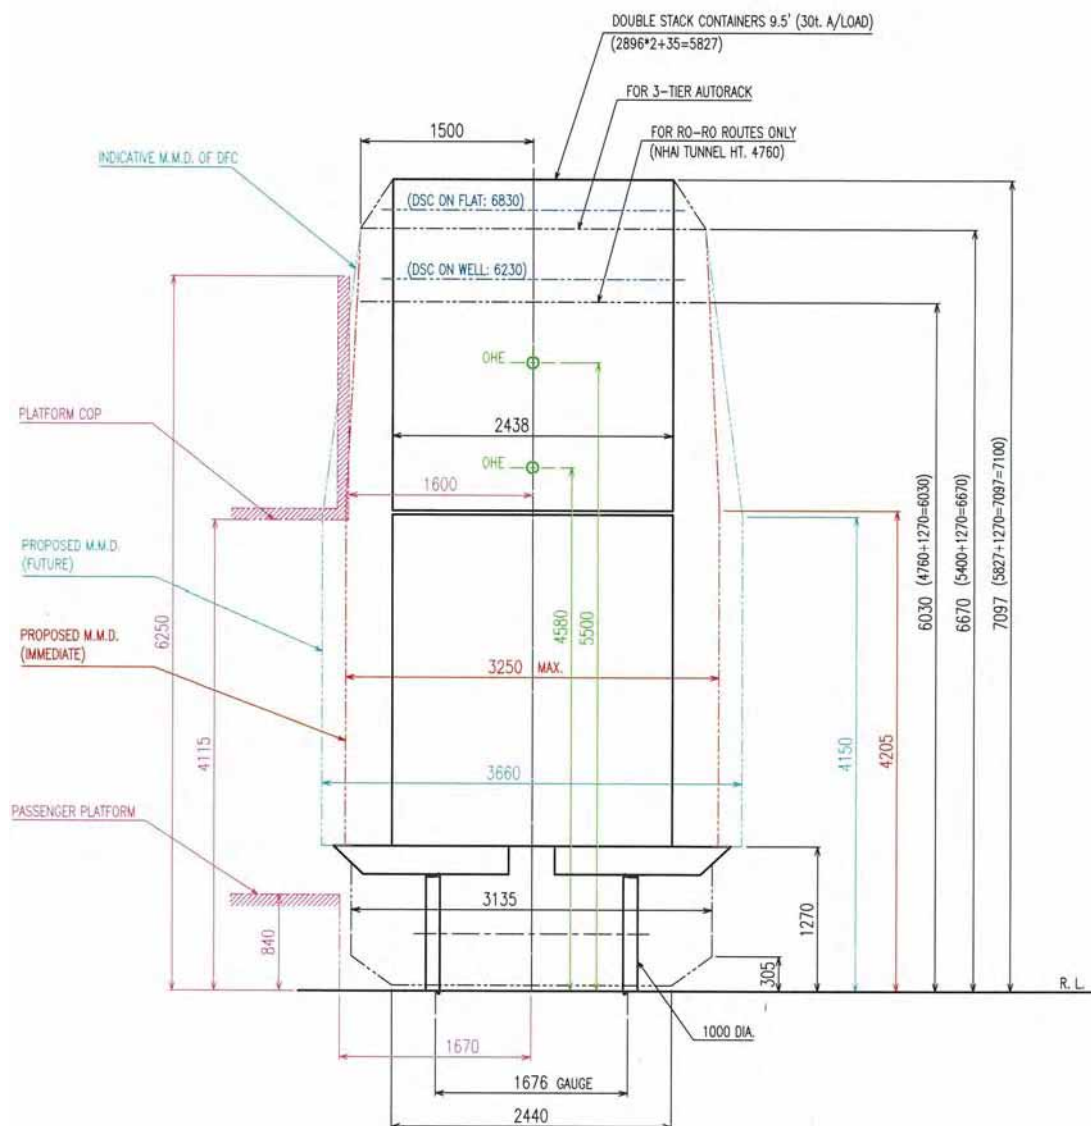 DOUBLE STACK CONTAINERS 9.5' (30t. A/LOAD)
(2896*2+35=5827)
FOR 3-TIER AUTORACK
1500
FOR RO-RO ROUTES ONLY
(NHAI TUNNEL HT. 4760)
INDICATIVE M.M.D. OF DFC
(DSC ON FLAT: 6830)
(DSC ON WELL: 6230)
OHE
PLATFORM COP
2438
OHE
1600
PROPOSED M.M.D.
(FUTURE)
6250
4580
5500
6030 (4760+1270=6030)
6670 (5400+1270=6670)
7097 (5827+1270=7097=7100)
PROPOSED M.M.D.
(IMMEDIATE)
3250 MAX.
4115
4150
4205
3660
PASSENGER PLATFORM
3135
840
1270
305
R. L.
1000 DIA.
1670
1676 GAUGE
2440